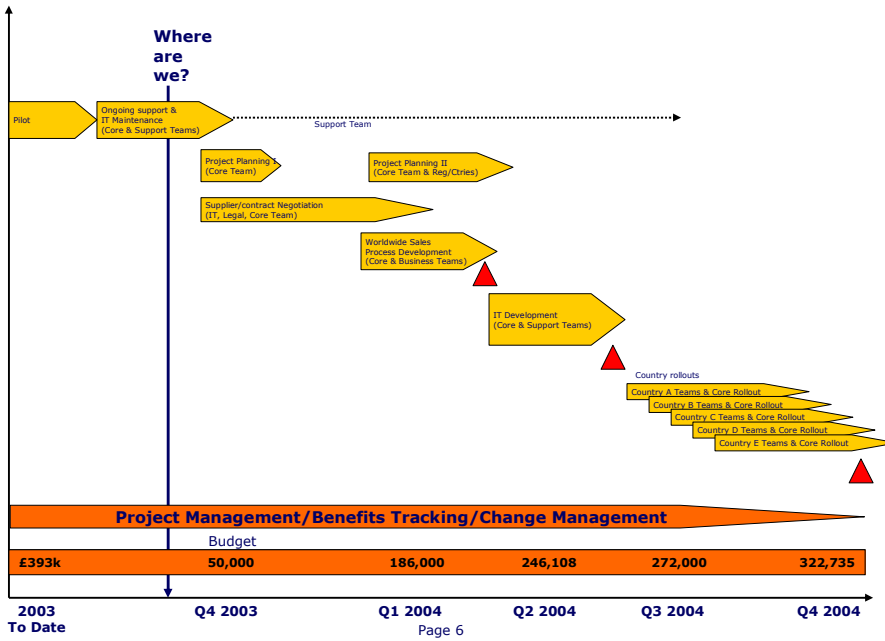 Where
are
we?
Pilot
Ongoing support &
IT Maintenance
(Core & Support Teams)
Support Team
Project Planning I
(Core Team)
Project Planning II
(Core Team & Reg/Ctries)
Supplier/contract Negotiation
(IT, Legal, Core Team)
Worldwide Sales
Process Development
(Core & Business Teams)
IT Development
(Core & Support Teams)
Country rollouts
Country A Teams & Core Rollout
Country B Teams & Core Rollout
Country C Teams & Core Rollout
Country D Teams & Core Rollout
Country E Teams & Core Rollout
Project Management/Benefits Tracking/Change Management
Budget
£393k 50,000 186,000 246,108 272,000 322,735
2003 Q4 2003 Q1 2004 Q2 2004 Q3 2004 Q4 2004
To Date
Page 6